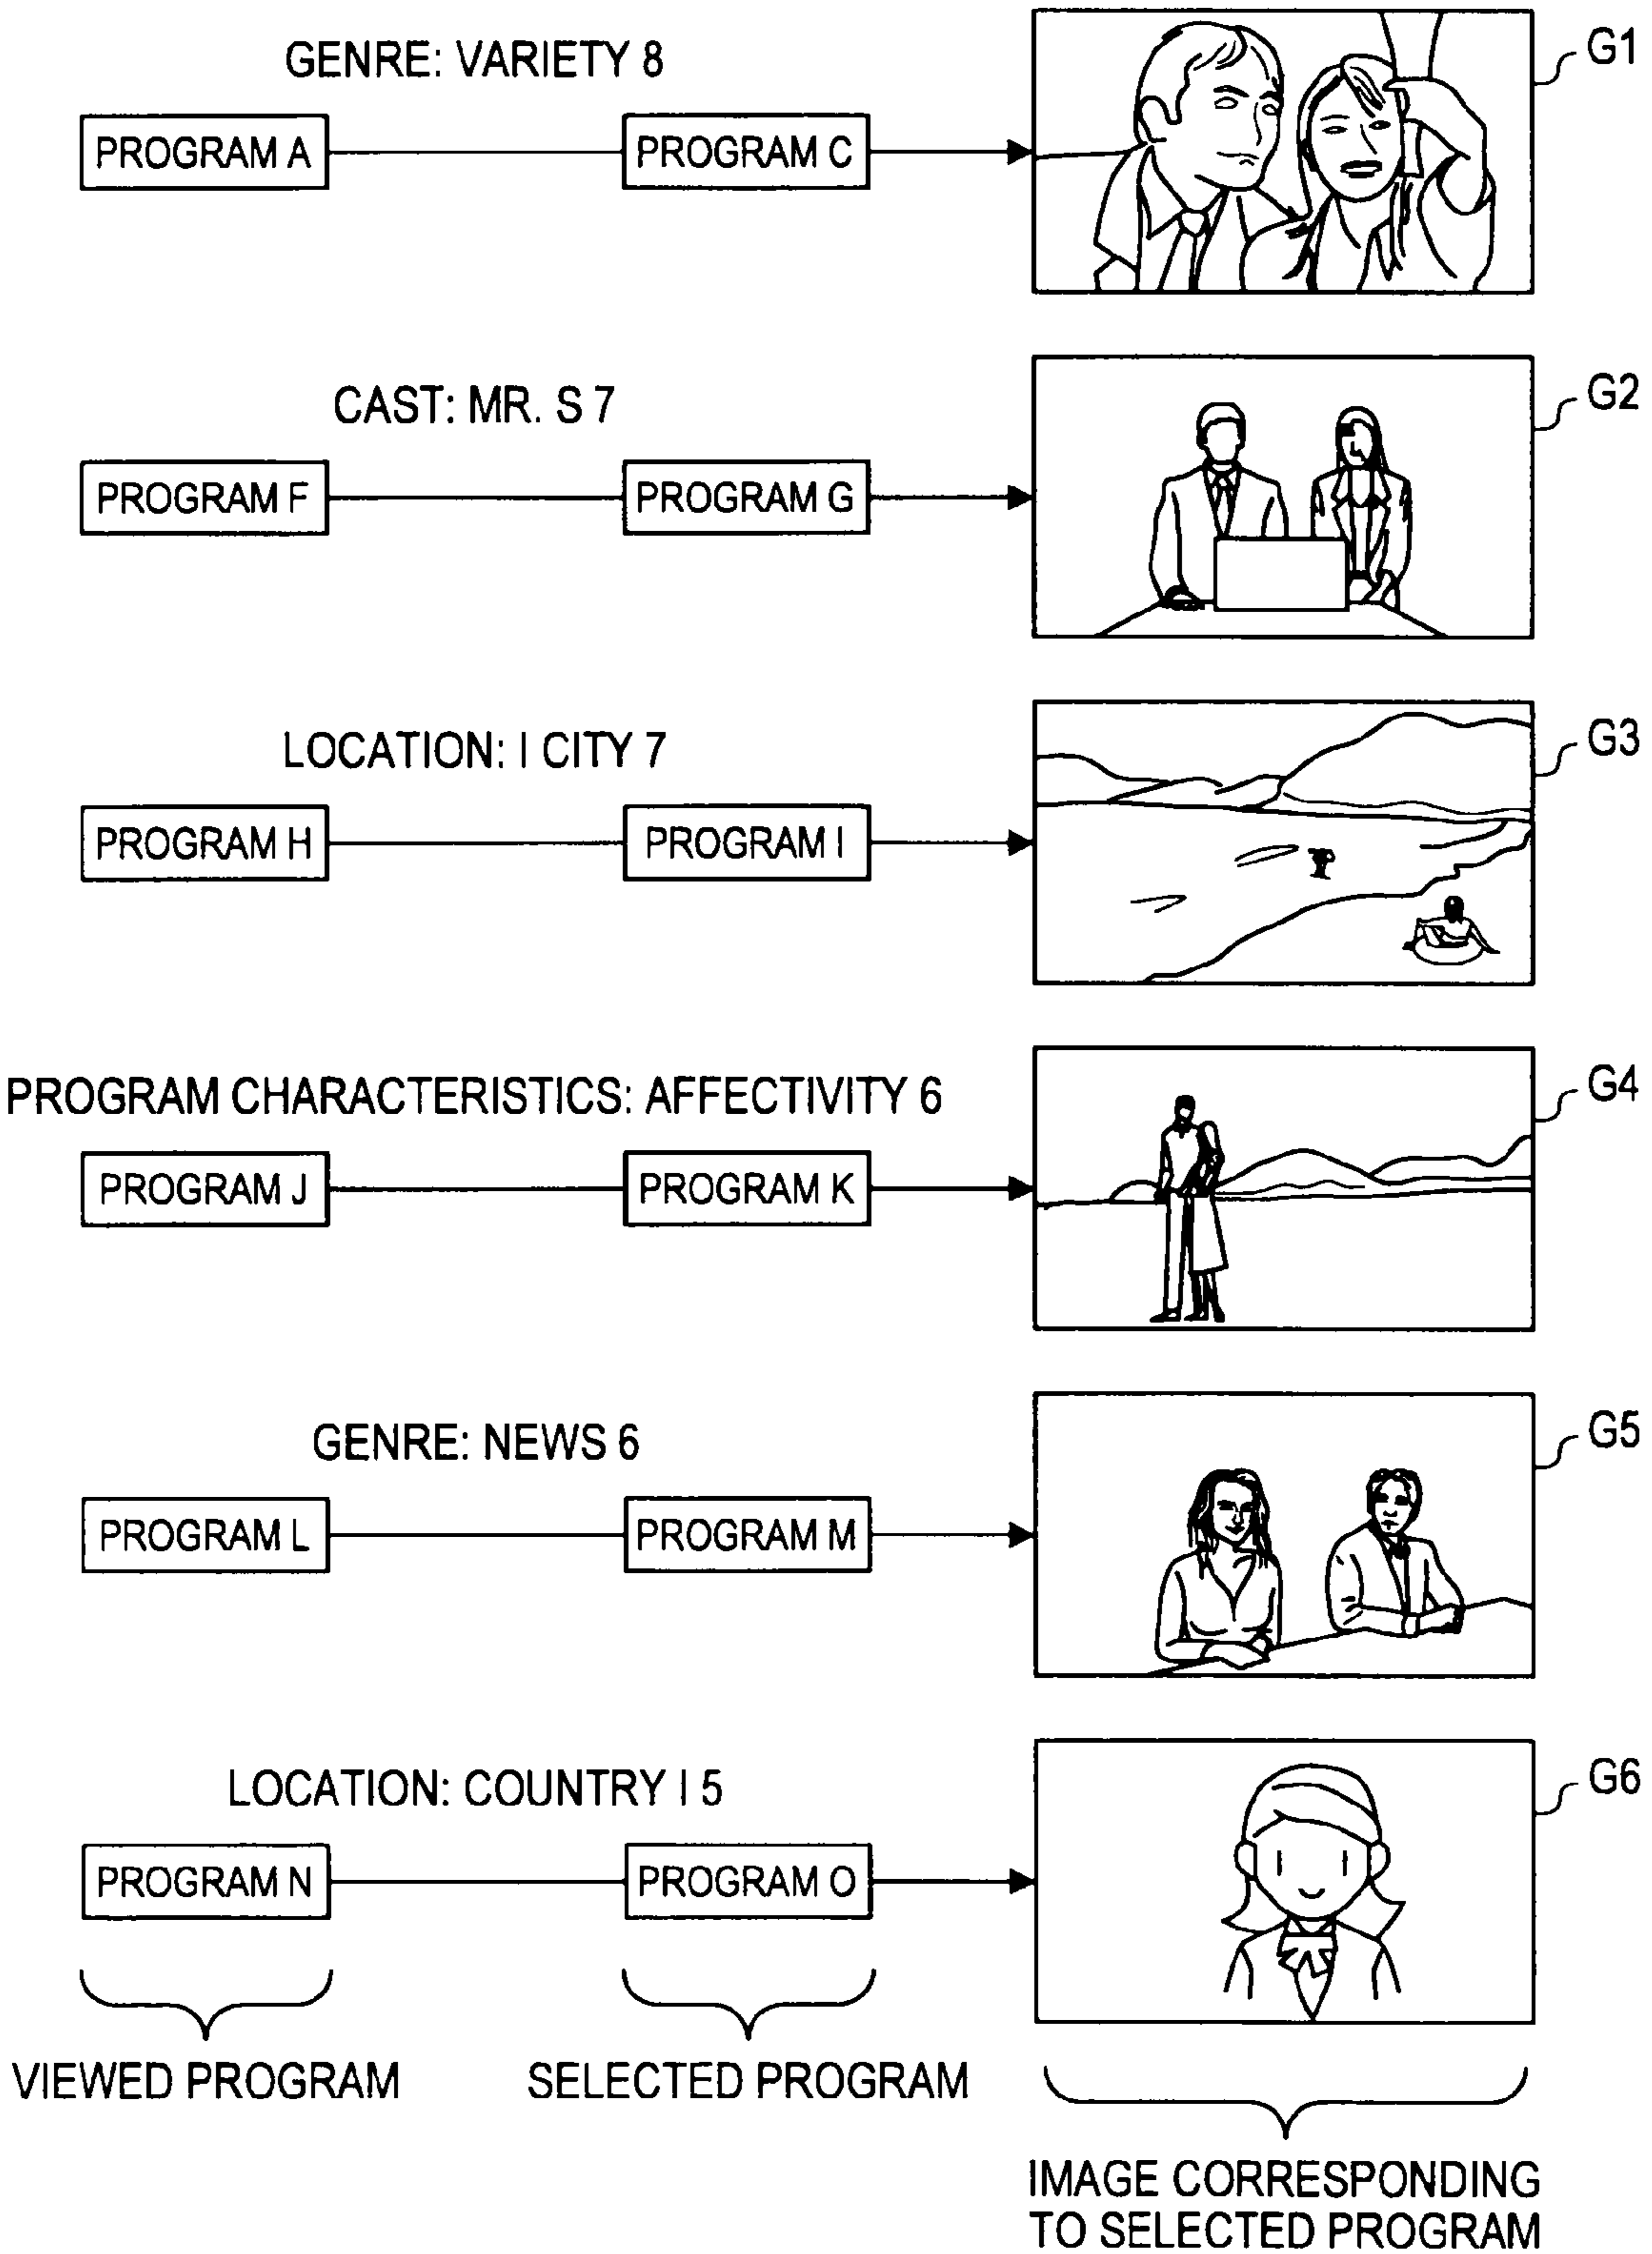 GENRE: VARIETY 8
PROGRAM A
PROGRAM C
G1
CAST: MR. S 7
PROGRAM F
PROGRAM G
G2
LOCATION: I CITY 7
PROGRAM H
PROGRAM I
G3
PROGRAM CHARACTERISTICS: AFFECTIVITY 6
PROGRAM J
PROGRAM K
G4
GENRE: NEWS 6
PROGRAM L
PROGRAM M
G5
LOCATION: COUNTRY I 5
PROGRAM N
PROGRAM O
G6
VIEWED PROGRAM
SELECTED PROGRAM
IMAGE CORRESPONDING
TO SELECTED PROGRAM